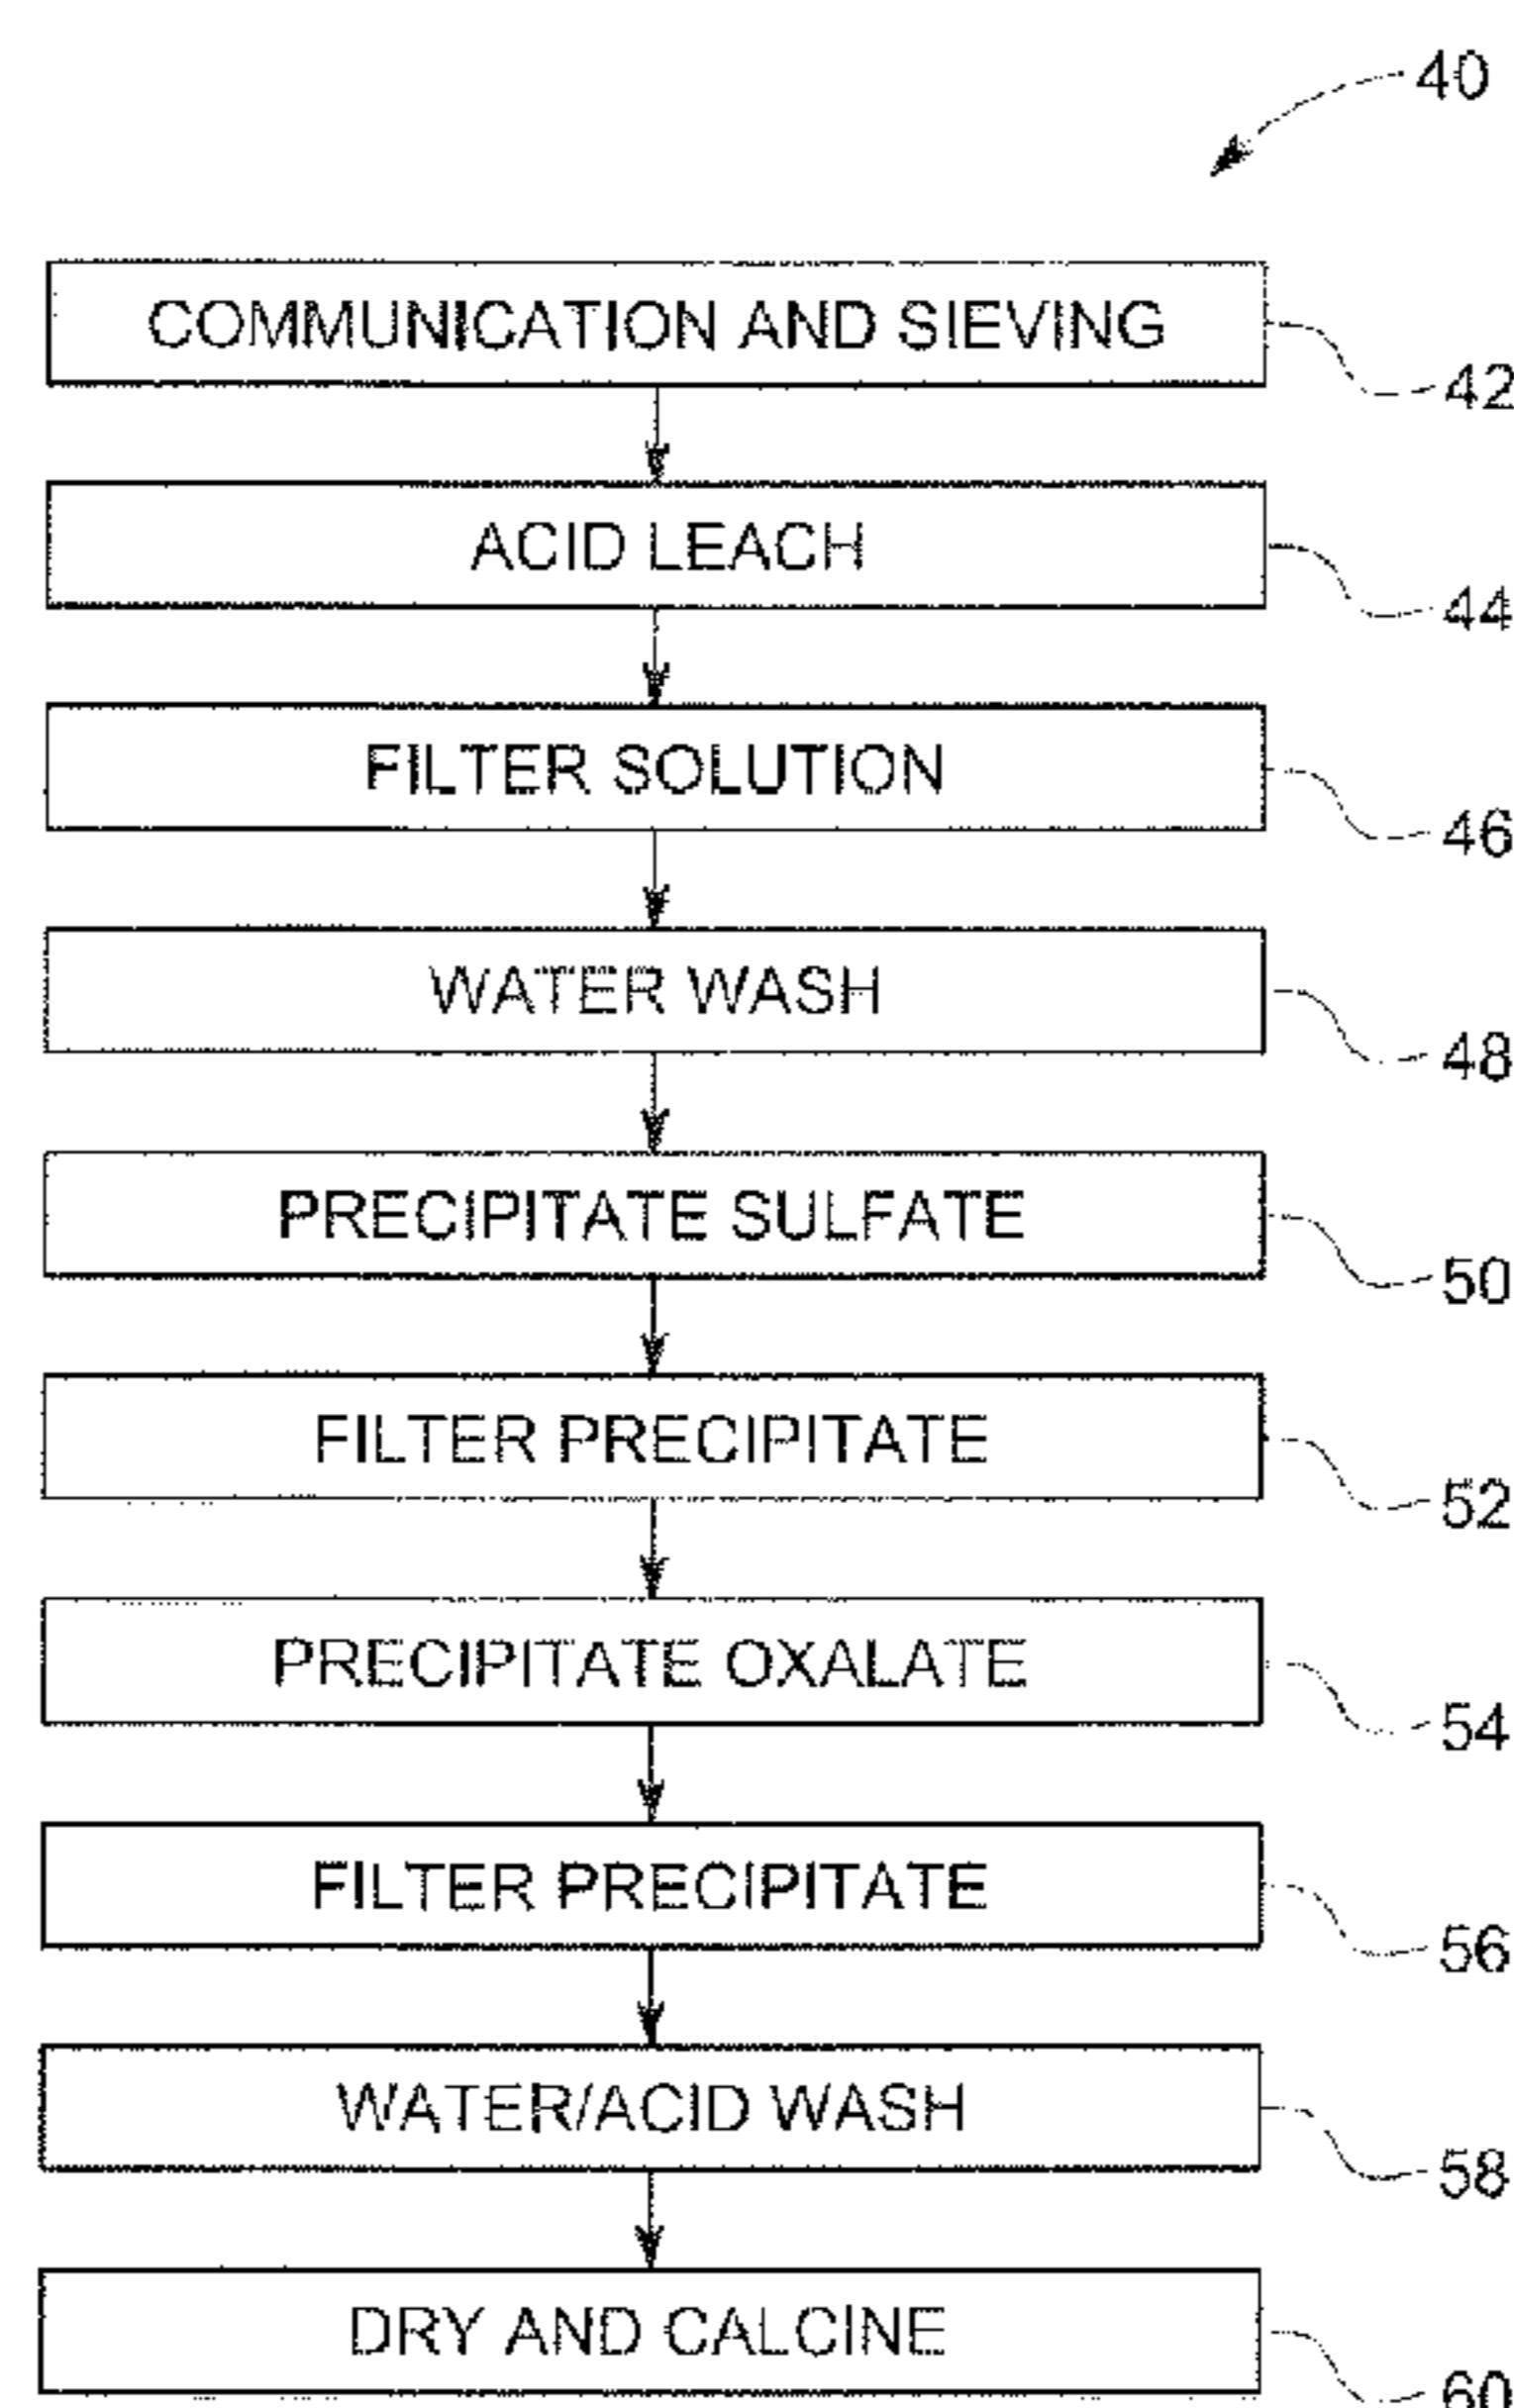 40
COMMUNICATION AND SIEVING
42
ACID LEACH
44
FILTER SOLUTION
46
WATER WASH
48
PRECIPITATE SULFATE
50
FILTER PRECIPITATE
52
PRECIPITATE OXALATE
54
FILTER PRECIPITATE
56
WATER/ACID WASH
58
DRY AND CALCINE
60